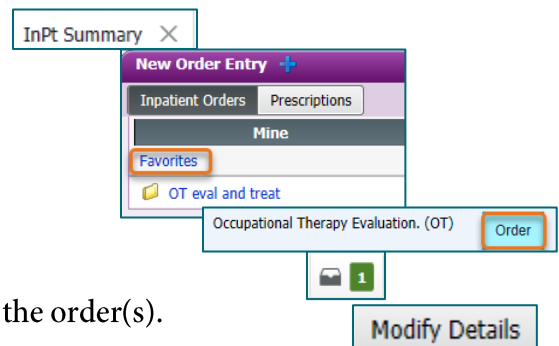 InPt Summary
New Order Entry
Inpatient Orders Prescriptions
Mine
Favorites
OT eval and treat
Occupational Therapy Evaluation. (OT) Order
1
the order(s).
Modify Details